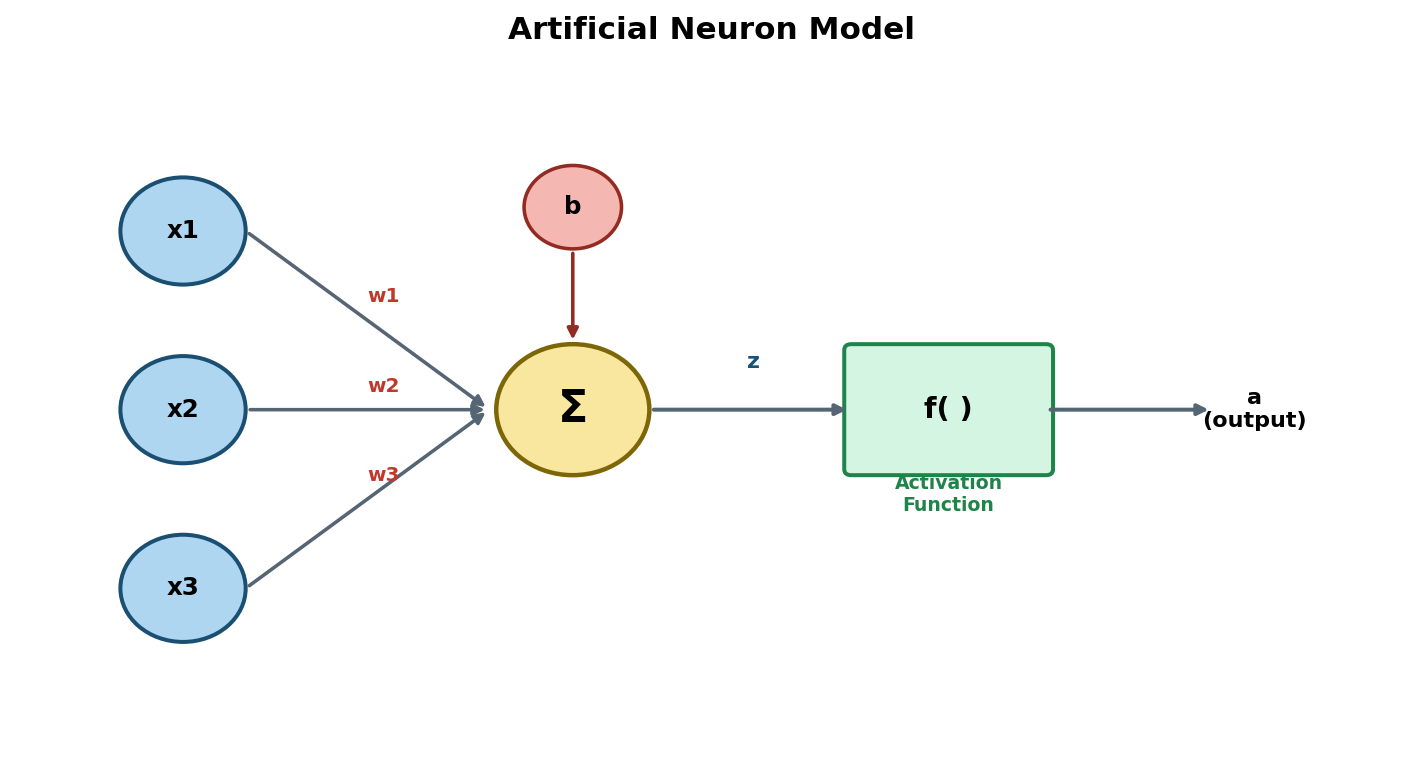 Artificial Neuron Model
x1
b
w1
x2
w2
Σ
z
f( )
a
(output)
w3
Activation
Function
x3